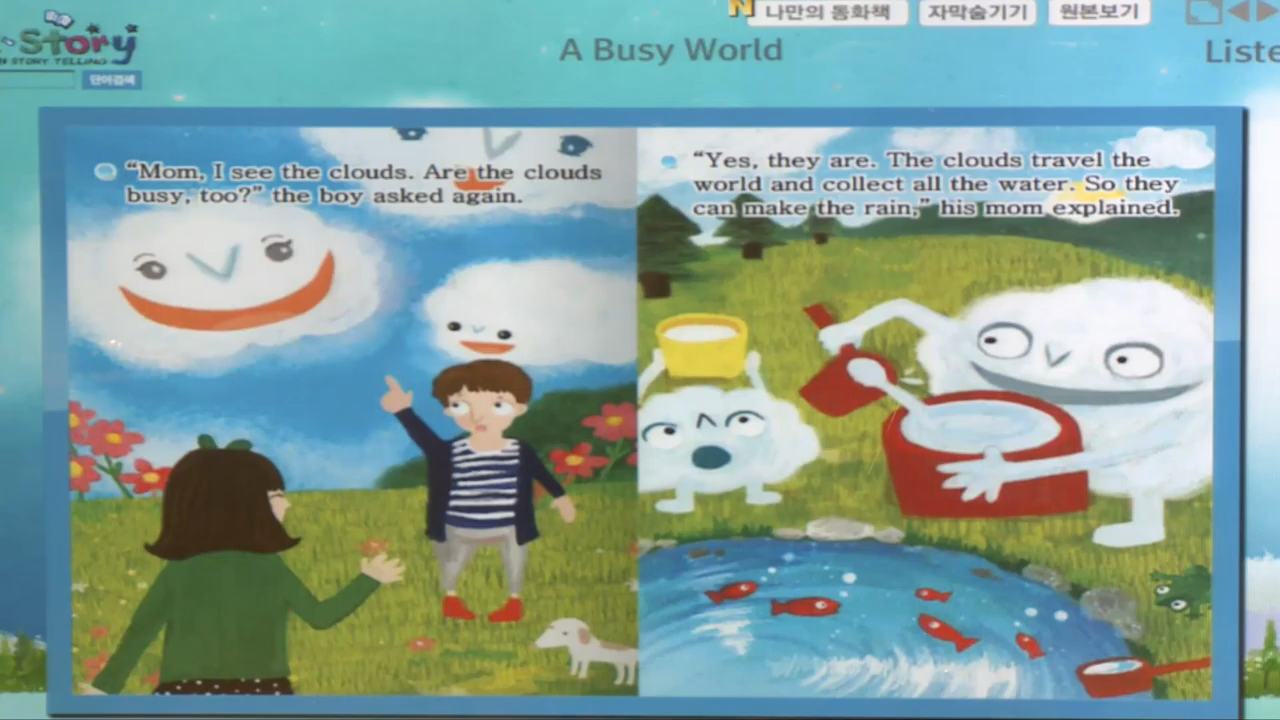 나만의 동화책
자막숨기기
원본보기
Story
STORY TELLING
A Busy World
단어검색
“Mom, I see the clouds. Are the clouds
busy, too?” the boy asked again.
“Yes, they are. The clouds travel the
world and collect all the water. So they
can make the rain,” his mom explained.